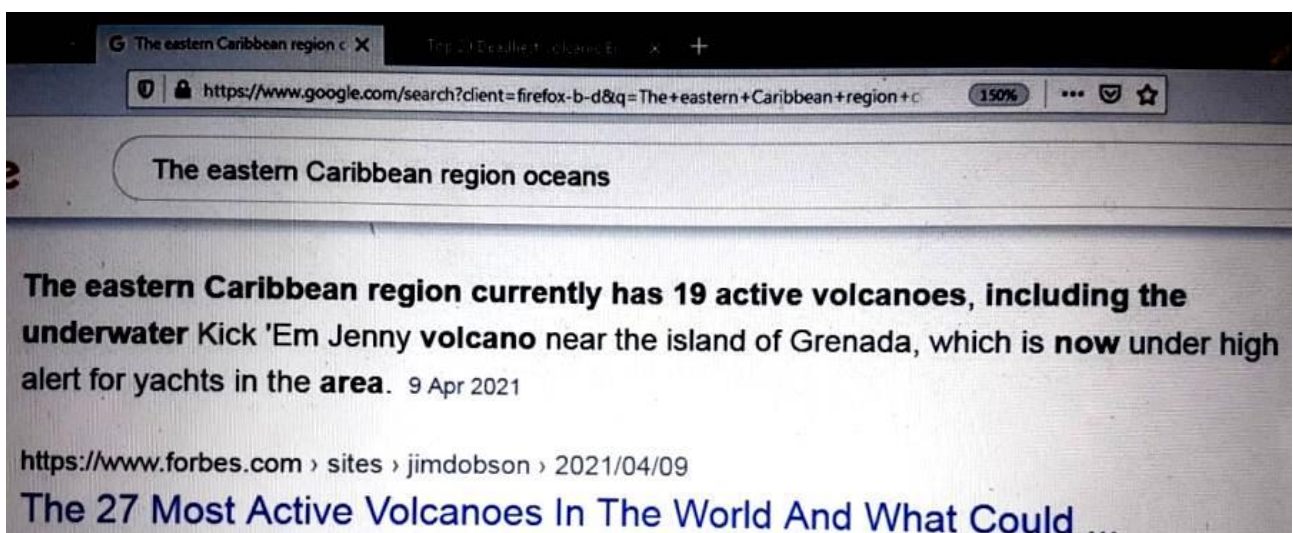 G The eastern Caribbean region c
https://www.google.com/search?client=firefox-b-d&q=The+eastern+Caribbean+region+c 150%
The eastern Caribbean region oceans
The eastern Caribbean region currently has 19 active volcanoes, including the
underwater Kick 'Em Jenny volcano near the island of Grenada, which is now under high
alert for yachts in the area. 9 Apr 2021
https://www.forbes.com › sites › jimdobson › 2021/04/09
The 27 Most Active Volcanoes In The World And What Could ...